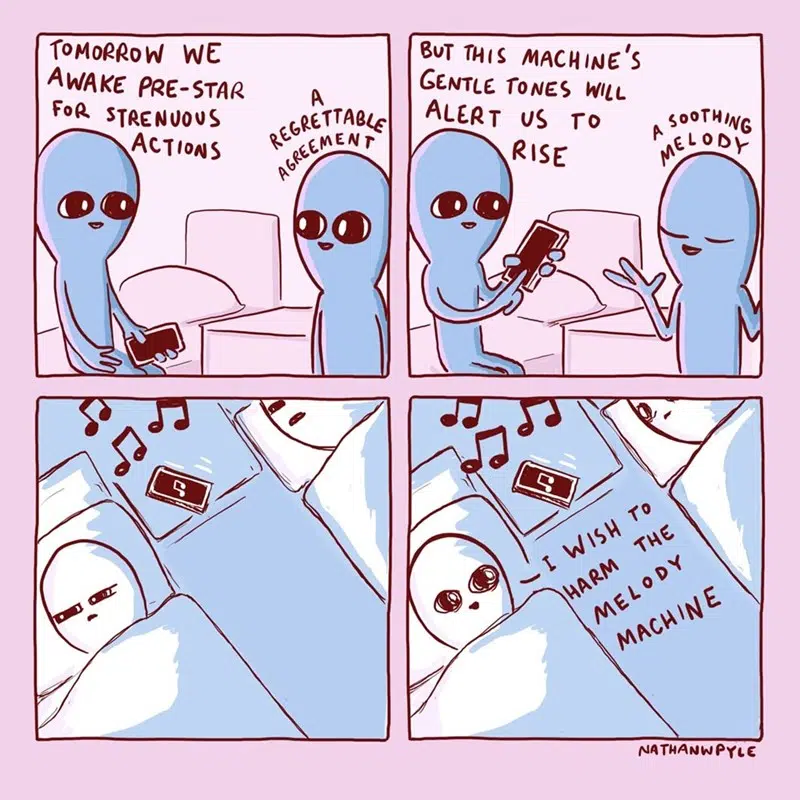 TOMORROW WE
AWAKE PRE-STAR
FOR STRENUOUS
ACTIONS
A
REGRETTABLE
AGREEMENT
BUT THIS MACHINE'S
GENTLE TONES WILL
ALERT US TO
RISE
A SOOTHING
MELODY
I WISH TO
HARM THE
MELODY
MACHINE
NATHANWPYLE